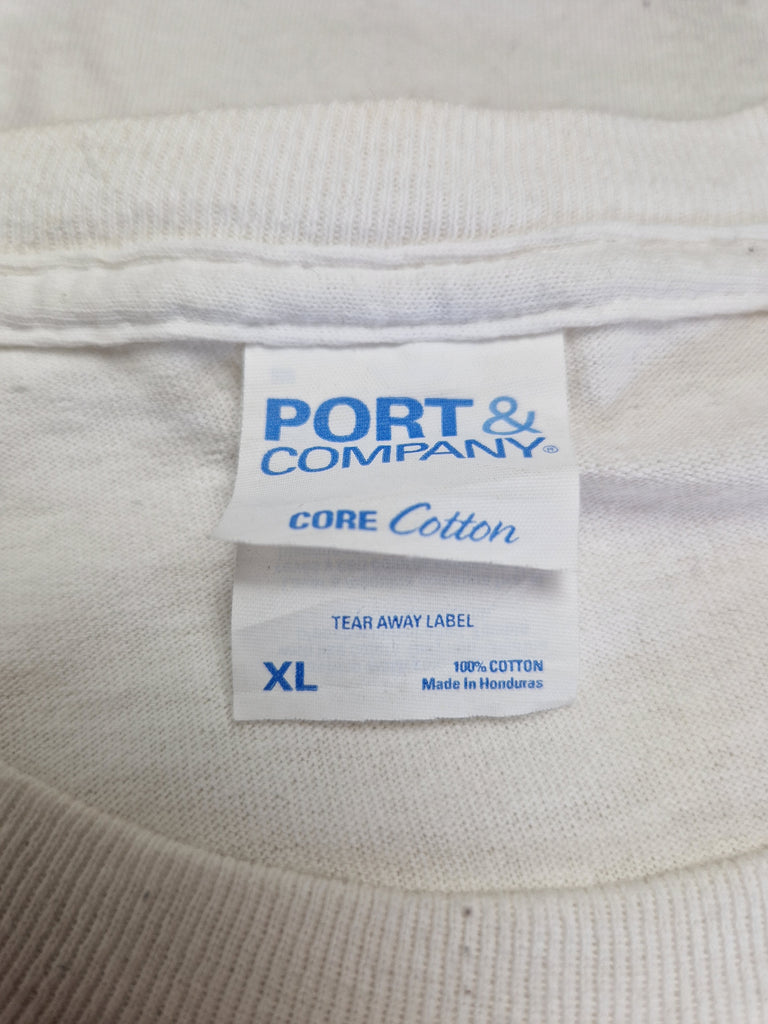 PORT &
COMPANY®
CORE Cotton
TEAR AWAY LABEL
XL
100% COTTON
Made In Honduras